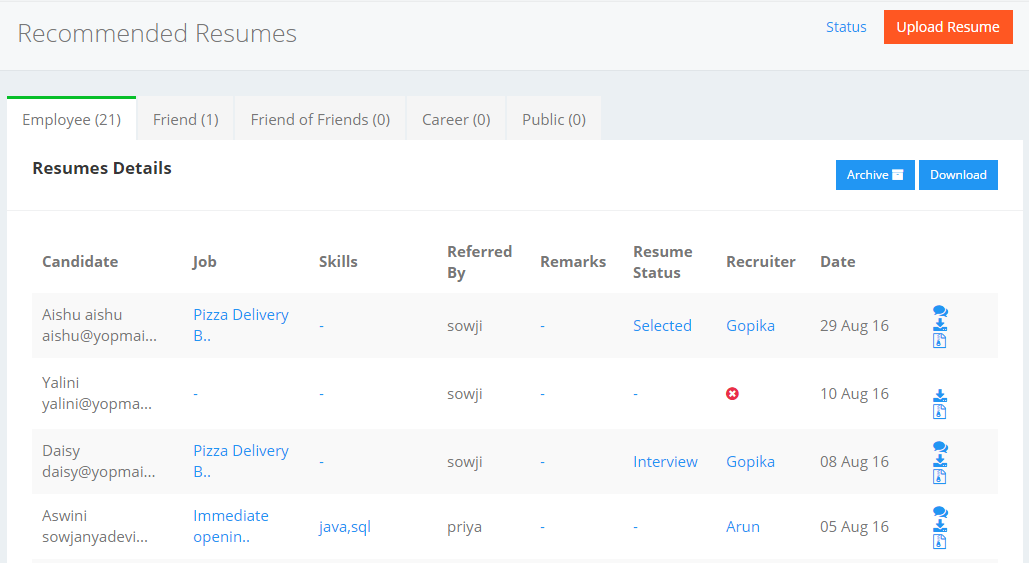 Recommended Resumes
Status
Upload Resume
Employee (21)
Friend (1)
Friend of Friends (0)
Career (0)
Public (0)
Resumes Details
Archive
Download
Candidate
Job
Skills
Referred
By
Remarks
Resume
Status
Recruiter
Date
Aishu aishu
aishu@yopmai...
Pizza Delivery
B..
-
sowji
-
Selected
Gopika
29 Aug 16
Yalini
yalini@yopma...
-
-
sowji
-
-
10 Aug 16
Daisy
daisy@yopmai...
Pizza Delivery
B..
-
sowji
-
Interview
Gopika
08 Aug 16
Aswini
sowjanyadevi...
Immediate
openin..
java,sql
priya
-
-
Arun
05 Aug 16